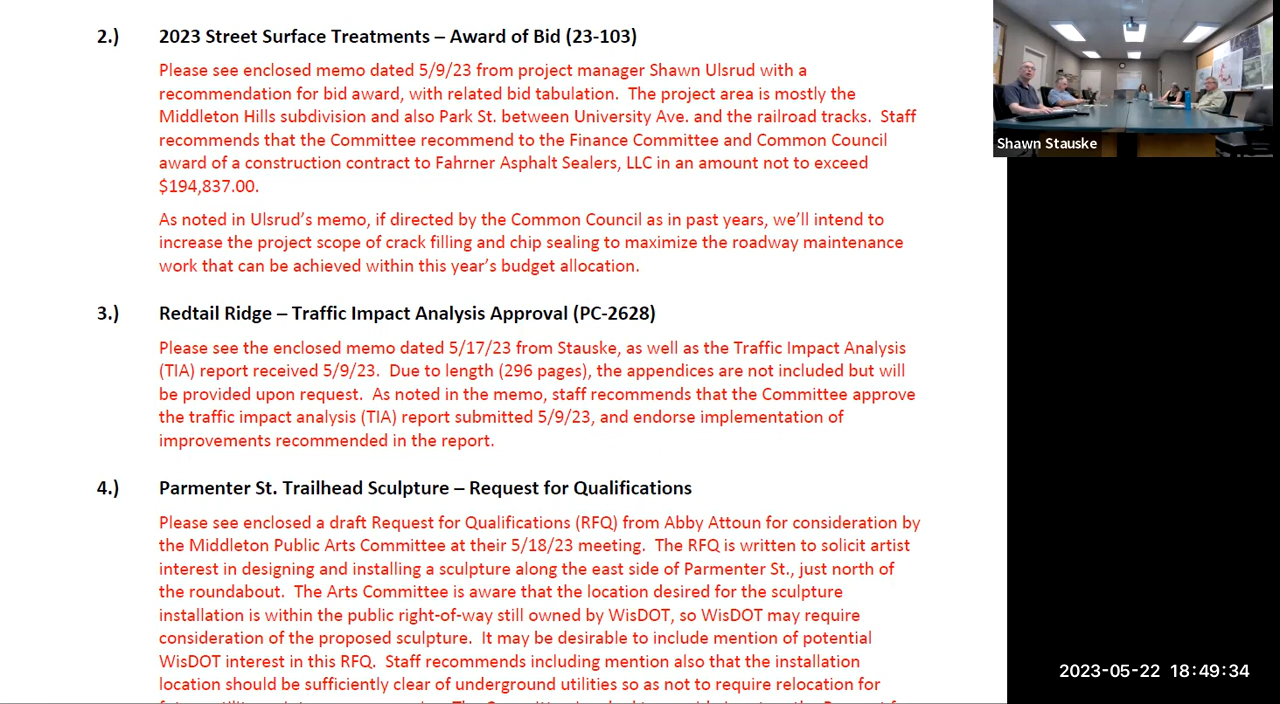 2.) 2023 Street Surface Treatments – Award of Bid (23-103)
Please see enclosed memo dated 5/9/23 from project manager Shawn Ulsrud with a
recommendation for bid award, with related bid tabulation. The project area is mostly the
Middleton Hills subdivision and also Park St. between University Ave. and the railroad tracks. Staff
recommends that the Committee recommend to the Finance Committee and Common Council
award of a construction contract to Fahrner Asphalt Sealers, LLC in an amount not to exceed
$194,837.00.
As noted in Ulsrud's memo, if directed by the Common Council as in past years, we'll intend to
increase the project scope of crack filling and chip sealing to maximize the roadway maintenance
work that can be achieved within this year's budget allocation.
3.) Redtail Ridge – Traffic Impact Analysis Approval (PC-2628)
Please see the enclosed memo dated 5/17/23 from Stauske, as well as the Traffic Impact Analysis
(TIA) report received 5/9/23. Due to length (296 pages), the appendices are not included but will
be provided upon request. As noted in the memo, staff recommends that the Committee approve
the traffic impact analysis (TIA) report submitted 5/9/23, and endorse implementation of
improvements recommended in the report.
4.) Parmenter St. Trailhead Sculpture – Request for Qualifications
Please see enclosed a draft Request for Qualifications (RFQ) from Abby Attoun for consideration by
the Middleton Public Arts Committee at their 5/18/23 meeting. The RFQ is written to solicit artist
interest in designing and installing a sculpture along the east side of Parmenter St., just north of
the roundabout. The Arts Committee is aware that the location desired for the sculpture
installation is within the public right-of-way still owned by WisDOT, so WisDOT may require
consideration of the proposed sculpture. It may be desirable to include mention of potential
WisDOT interest in this RFQ. Staff recommends including mention also that the installation
location should be sufficiently clear of underground utilities so as not to require relocation for
Shawn Stauske
2023-05-22 18:49:34